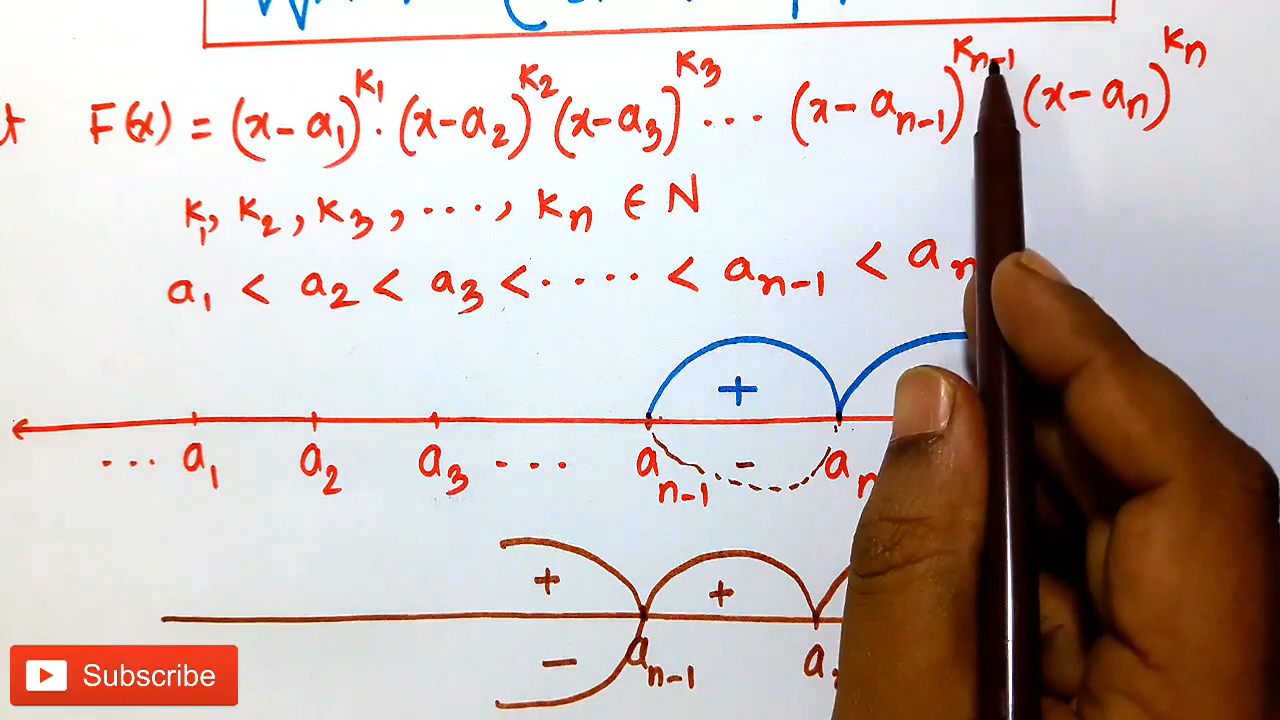 F(x) = (x-a₁)^K₁ · (x-a₂)^K₂ (x-a₃)^K₃ .... (x-aₙ₋₁)^Kₙ₋₁ (x-aₙ)^Kₙ
K₁, K₂, K₃, ...., Kₙ ∈ N
a₁ < a₂ < a₃ < ..... < aₙ₋₁ < aₙ
+
... a₁ a₂ a₃ ... aₙ₋₁ - aₙ
+ +
- aₙ₋₁ a
Subscribe